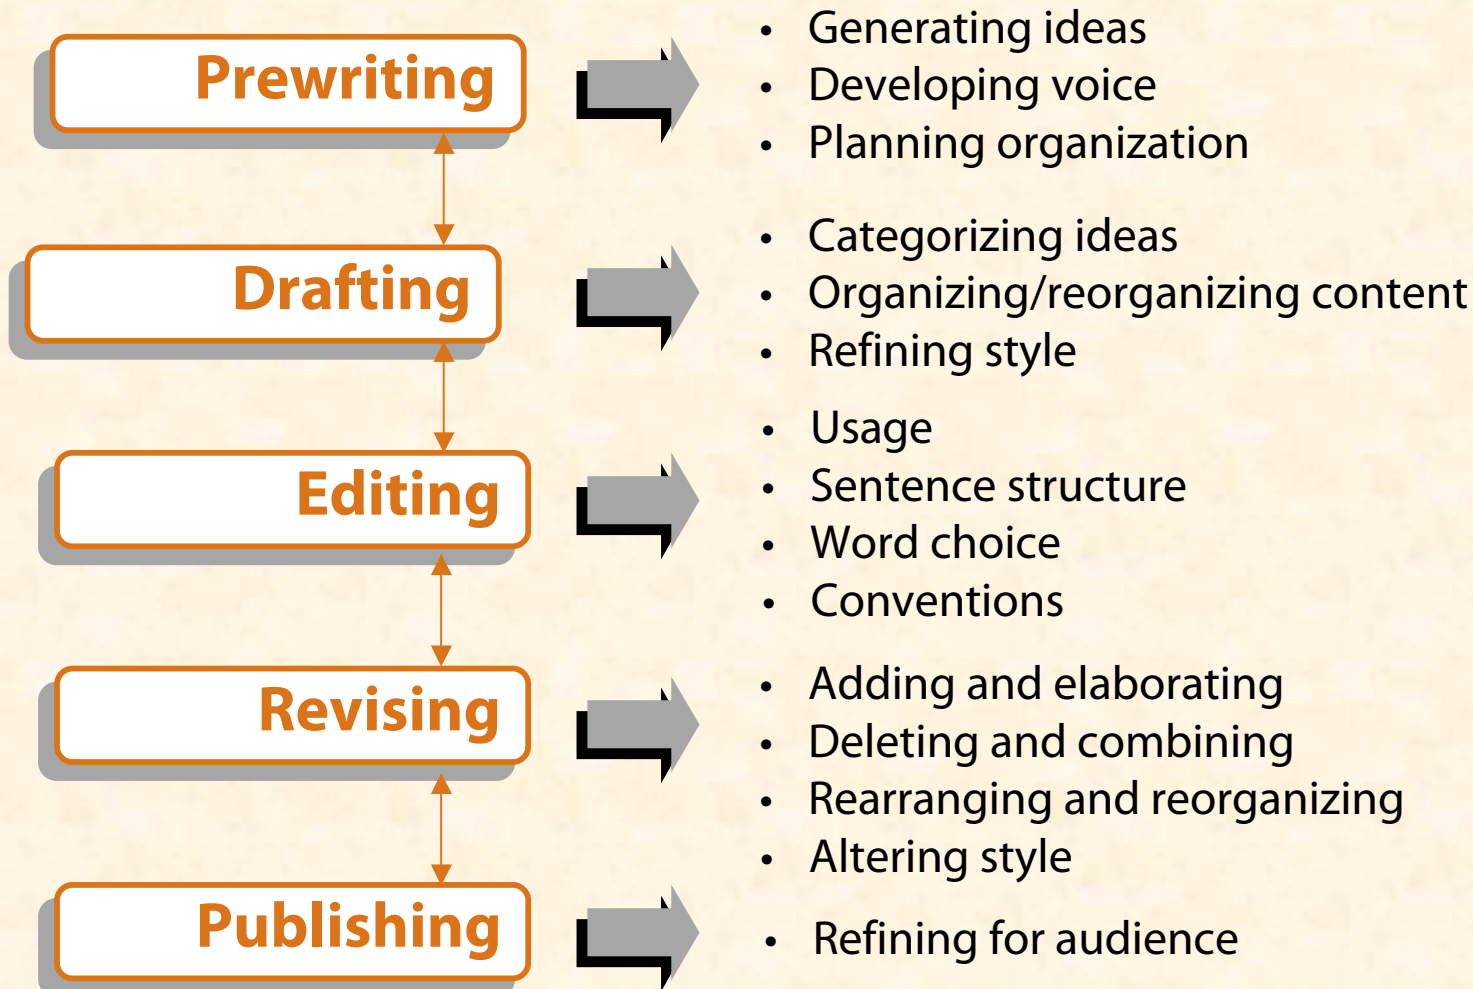 Prewriting
• Generating ideas
• Developing voice
• Planning organization
Drafting
• Categorizing ideas
• Organizing/reorganizing content
• Refining style
Editing
• Usage
• Sentence structure
• Word choice
• Conventions
Revising
• Adding and elaborating
• Deleting and combining
• Rearranging and reorganizing
• Altering style
Publishing
• Refining for audience